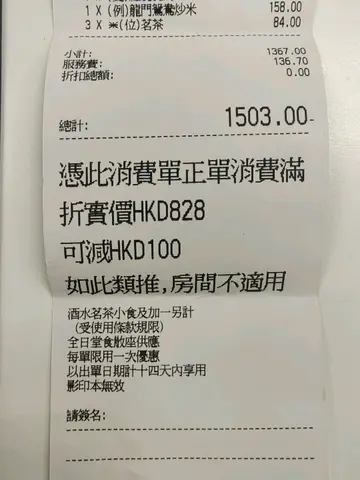 1 X (例)龍門鴛鴦炒米 158.00
3 X ※(位)茗茶 84.00
小計: 1367.00
服務費: 136.70
折扣總額: 0.00
總計: 1503.00
憑此消費單正單消費滿
折實價HKD828
可減HKD100
如此類推,房間不適用
酒水茗茶小食及加一另計
(受使用條款規限)
全日堂食散座供應
每單限用一次優惠
以出單日期計十四天內享用
影印本無效
請簽名: